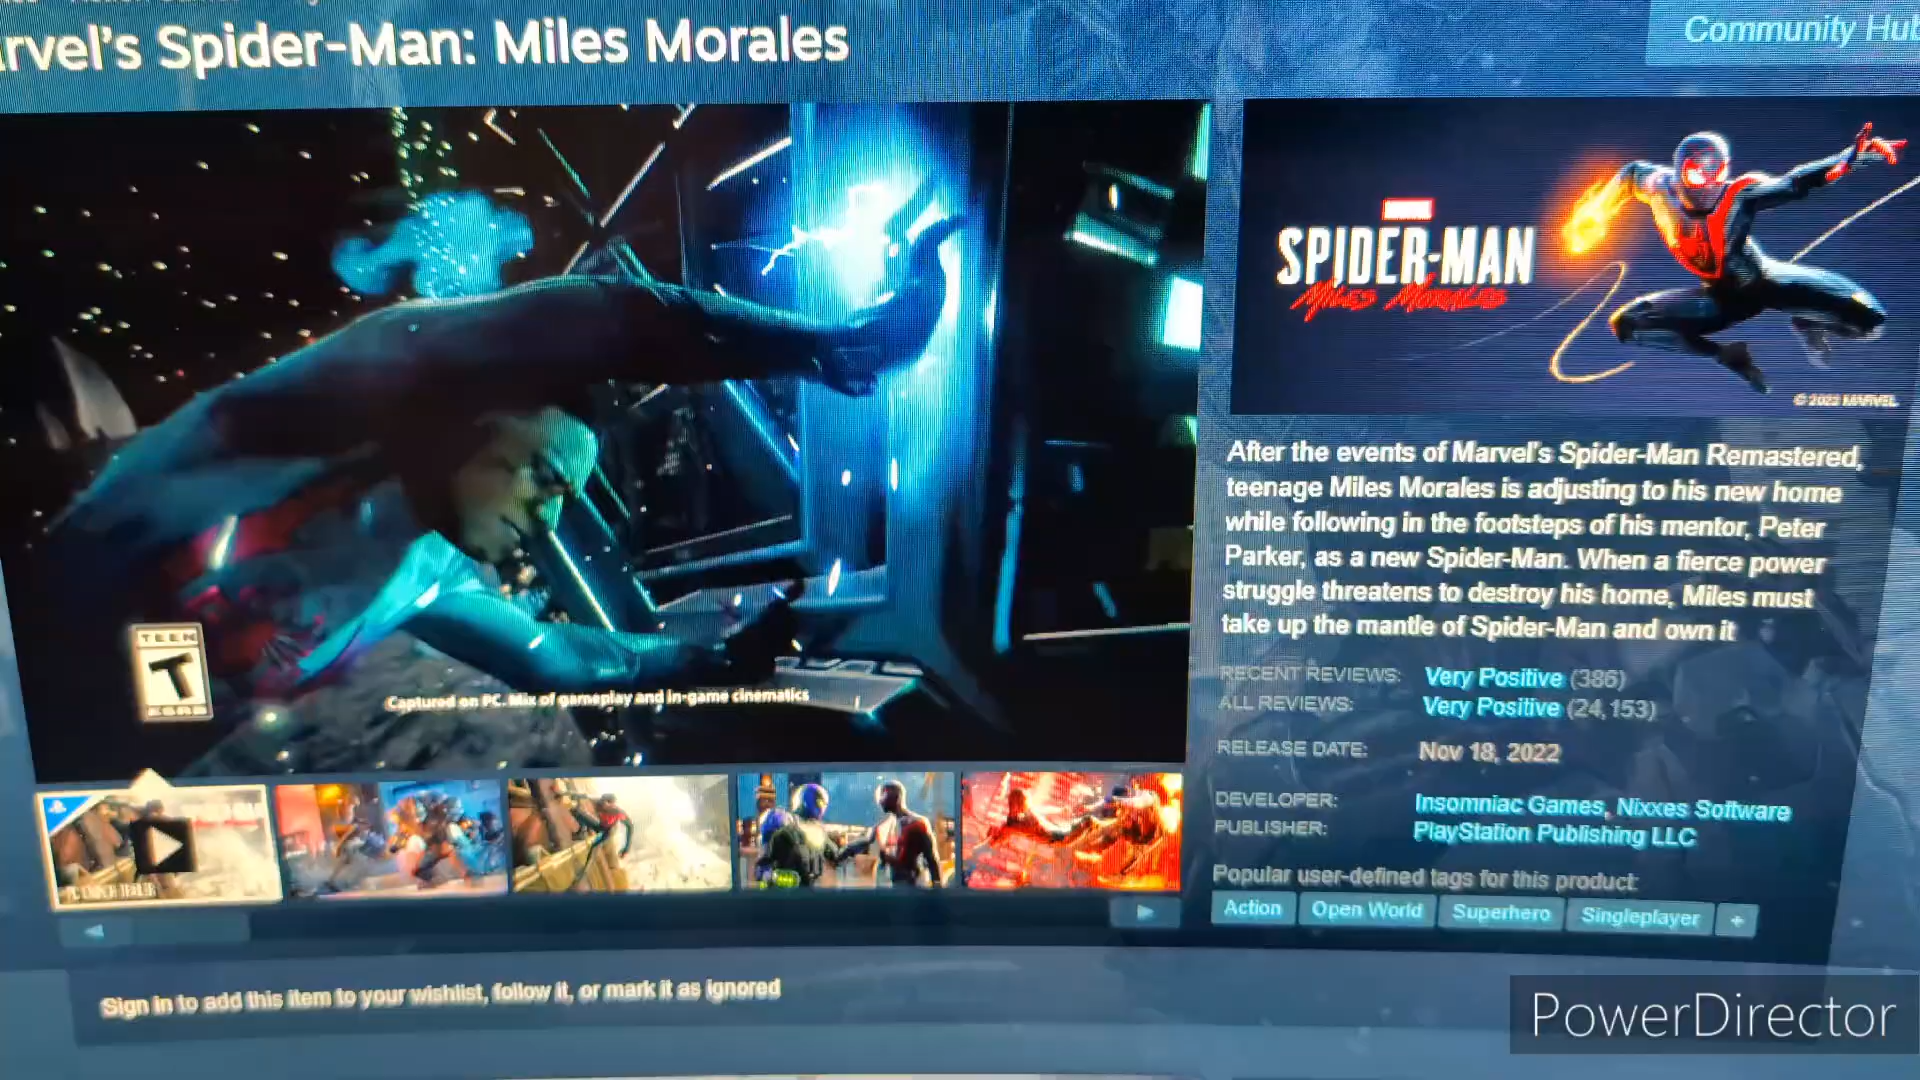 rvel's Spider-Man: Miles Morales
Community Hub
MARVEL
SPIDER-MAN
MILES MORALES
© 2022 MARVEL
After the events of Marvel's Spider-Man Remastered,
teenage Miles Morales is adjusting to his new home
while following in the footsteps of his mentor, Peter
Parker, as a new Spider-Man. When a fierce power
struggle threatens to destroy his home, Miles must
take up the mantle of Spider-Man and own it
RECENT REVIEWS: Very Positive (386)
ALL REVIEWS: Very Positive (24,153)
RELEASE DATE: Nov 18, 2022
DEVELOPER: Insomniac Games, Nixxes Software
PUBLISHER: PlayStation Publishing LLC
Popular user-defined tags for this product:
Action Open World Superhero Singleplayer +
TEEN
T
ESRB
Captured on PC. Mix of gameplay and in-game cinematics
PC LAUNCH TRAILER
Sign in to add this item to your wishlist, follow it, or mark it as ignored
PowerDirector